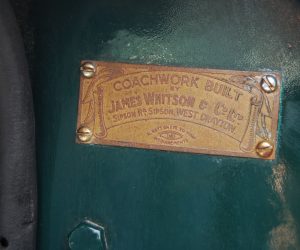 COACHWORK BUILT
BY
JAMES WHITSON & Co Ltd
SIPSON RD. SIPSON, WEST DRAYTON.